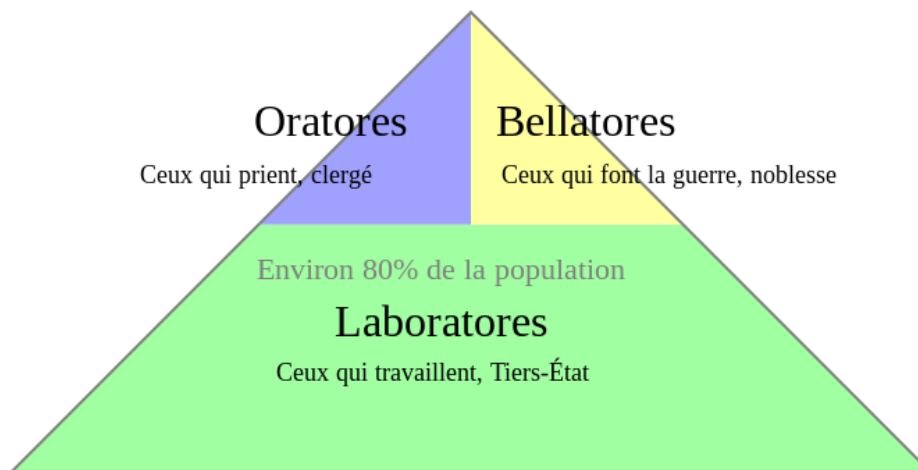 Oratores
Ceux qui prient, clergé
Bellatores
Ceux qui font la guerre, noblesse
Environ 80% de la population
Laboratores
Ceux qui travaillent, Tiers-État